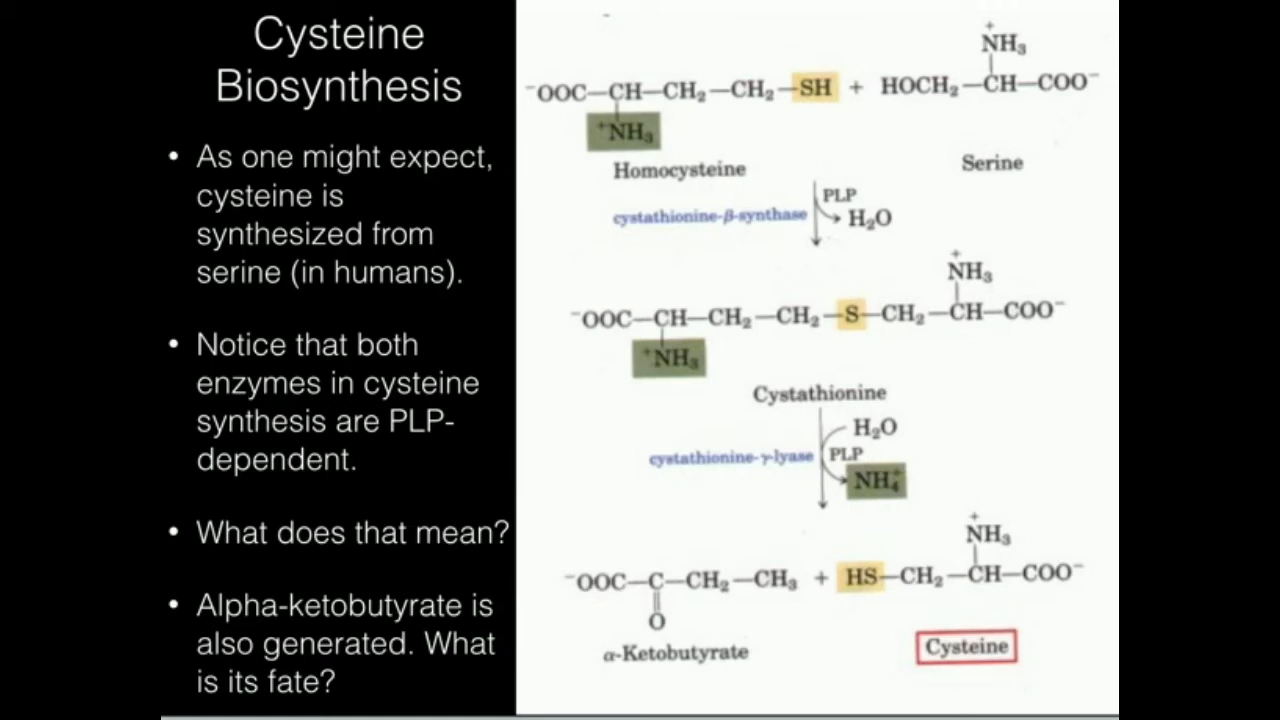 Cysteine
Biosynthesis
• As one might expect,
cysteine is
synthesized from
serine (in humans).
• Notice that both
enzymes in cysteine
synthesis are PLP-
dependent.
• What does that mean?
• Alpha-ketobutyrate is
also generated. What
is its fate?
⁺NH₃
⁻OOC—CH—CH₂—CH₂—SH + HOCH₂—CH—COO⁻
⁺NH₃
Homocysteine Serine
PLP
cystathionine-β-synthase H₂O
⁺NH₃
⁻OOC—CH—CH₂—CH₂—S—CH₂—CH—COO⁻
⁺NH₃
Cystathionine
H₂O
cystathionine-γ-lyase PLP
NH₄⁺
⁺NH₃
⁻OOC—C—CH₂—CH₃ + HS—CH₂—CH—COO⁻
O
α-Ketobutyrate Cysteine